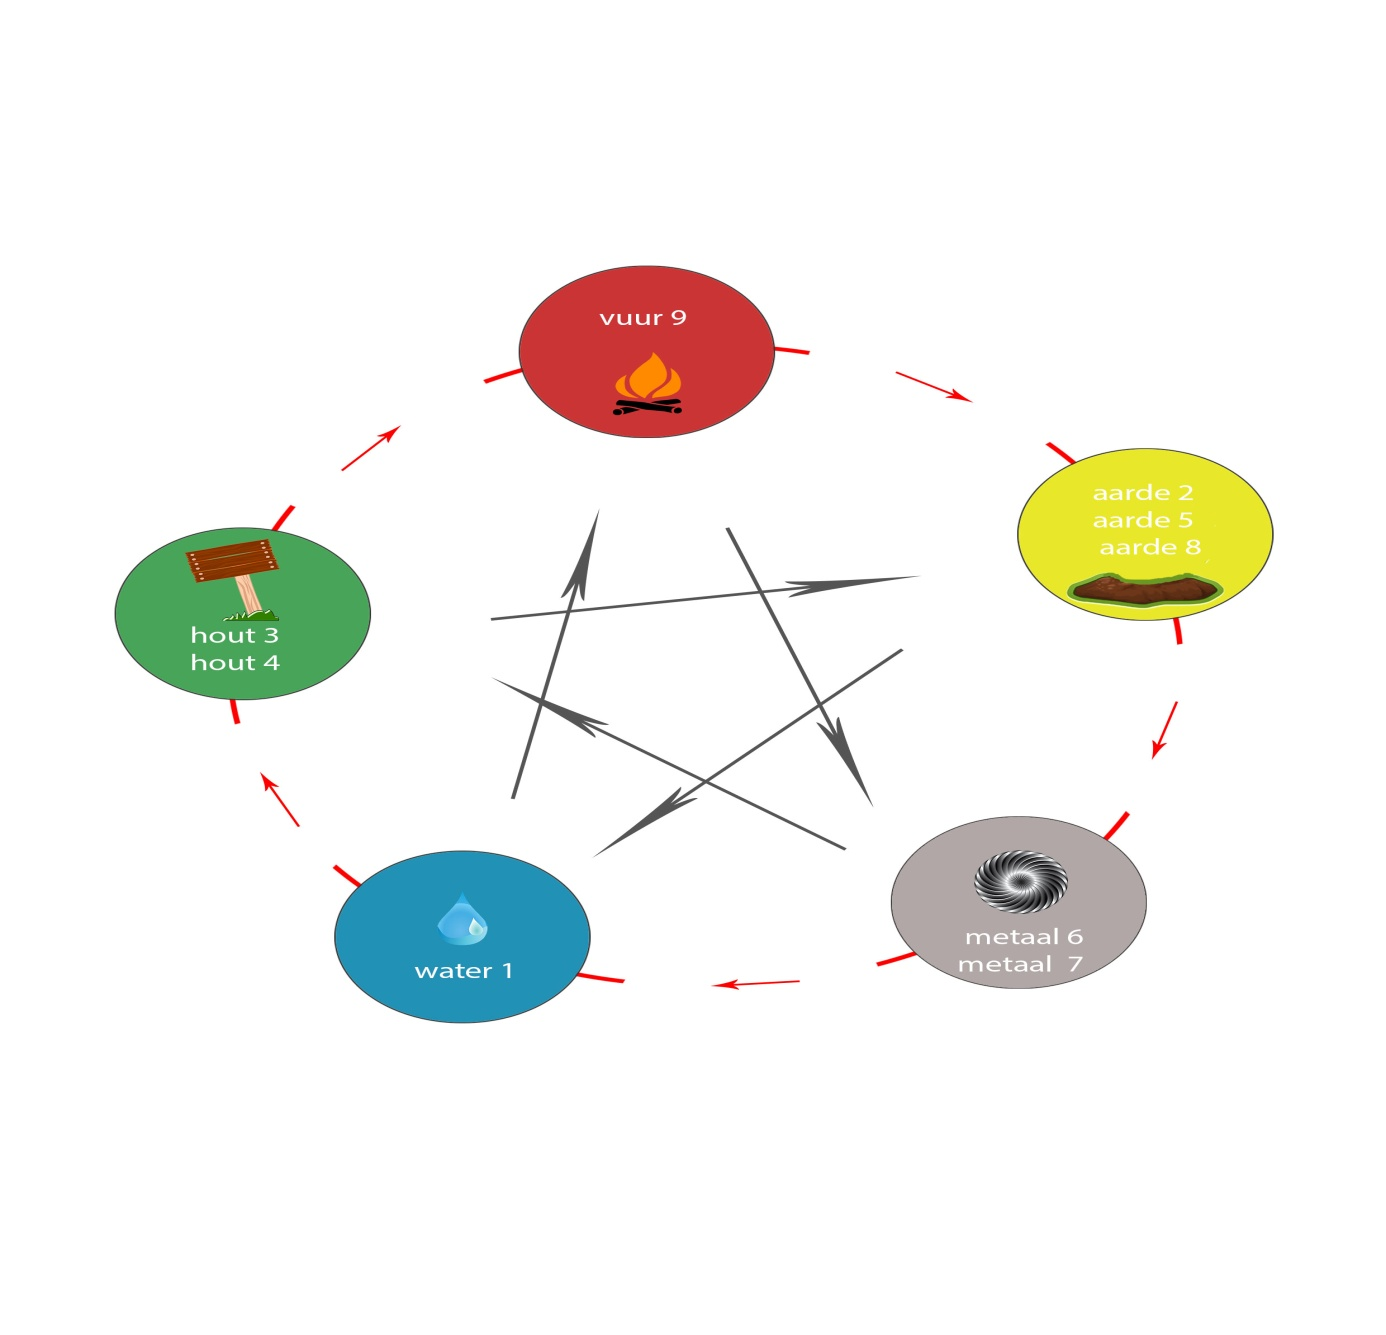 vuur 9
aarde 2
aarde 5
aarde 8
hout 3
hout 4
metaal 6
metaal 7
water 1